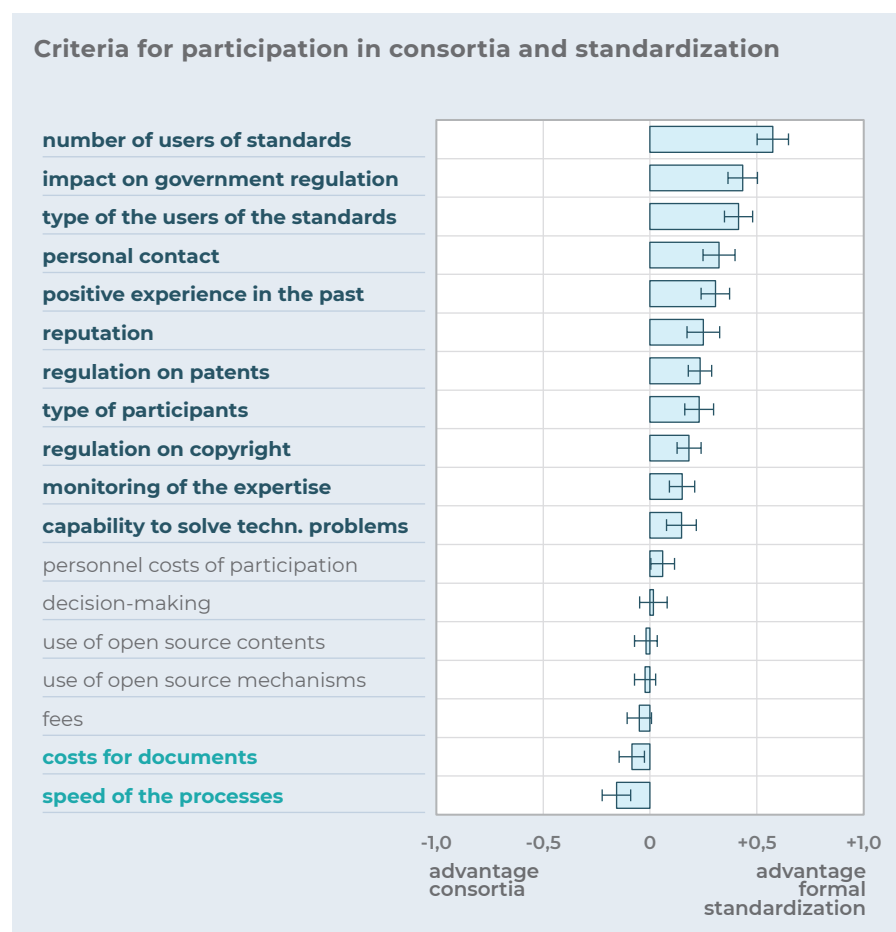 Criteria for participation in consortia and standardization
number of users of standards
impact on government regulation
type of the users of the standards
personal contact
positive experience in the past
reputation
regulation on patents
type of participants
regulation on copyright
monitoring of the expertise
capability to solve techn. problems
personnel costs of participation
decision-making
use of open source contents
use of open source mechanisms
fees
costs for documents
speed of the processes
-1,0 -0,5 0 +0,5 +1,0
advantage
consortia
advantage
formal
standardization